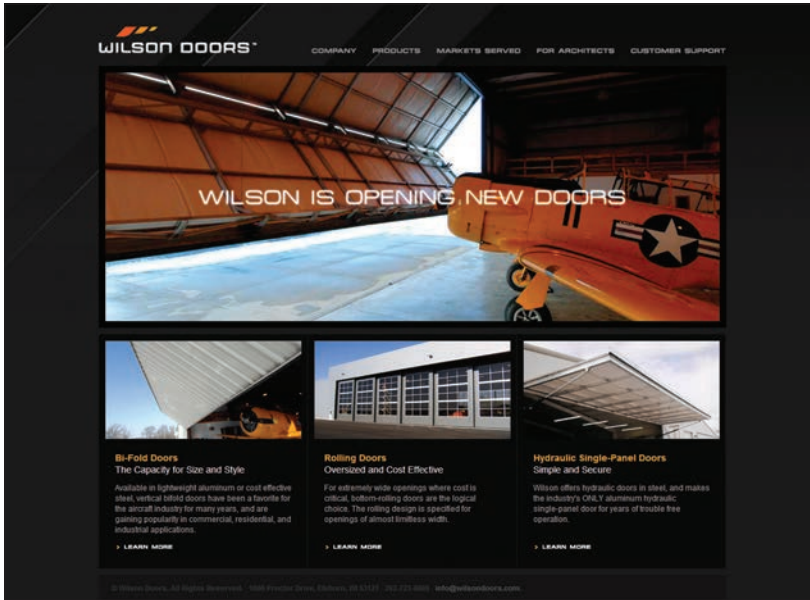 WILSON DOORS™
COMPANY PRODUCTS MARKETS SERVED FOR ARCHITECTS CUSTOMER SUPPORT
WILSON IS OPENING NEW DOORS
11
Bi-Fold Doors
The Capacity for Size and Style
Available in lightweight aluminum or cost effective
steel, vertical bifold doors have been a favorite for
the aircraft industry for many years, and are
gaining popularity in commercial, residential, and
industrial applications.
> LEARN MORE
Rolling Doors
Oversized and Cost Effective
For extremely wide openings where cost is
critical, bottom-rolling doors are the logical
choice. The rolling design is specified for
openings of almost limitless width.
> LEARN MORE
Hydraulic Single-Panel Doors
Simple and Secure
Wilson offers hydraulic doors in steel, and makes
the industry's ONLY aluminum hydraulic
single-panel door for years of trouble free
operation.
> LEARN MORE
© Wilson Doors. All Rights Reserved. Elkhorn, info@wilsondoors.com